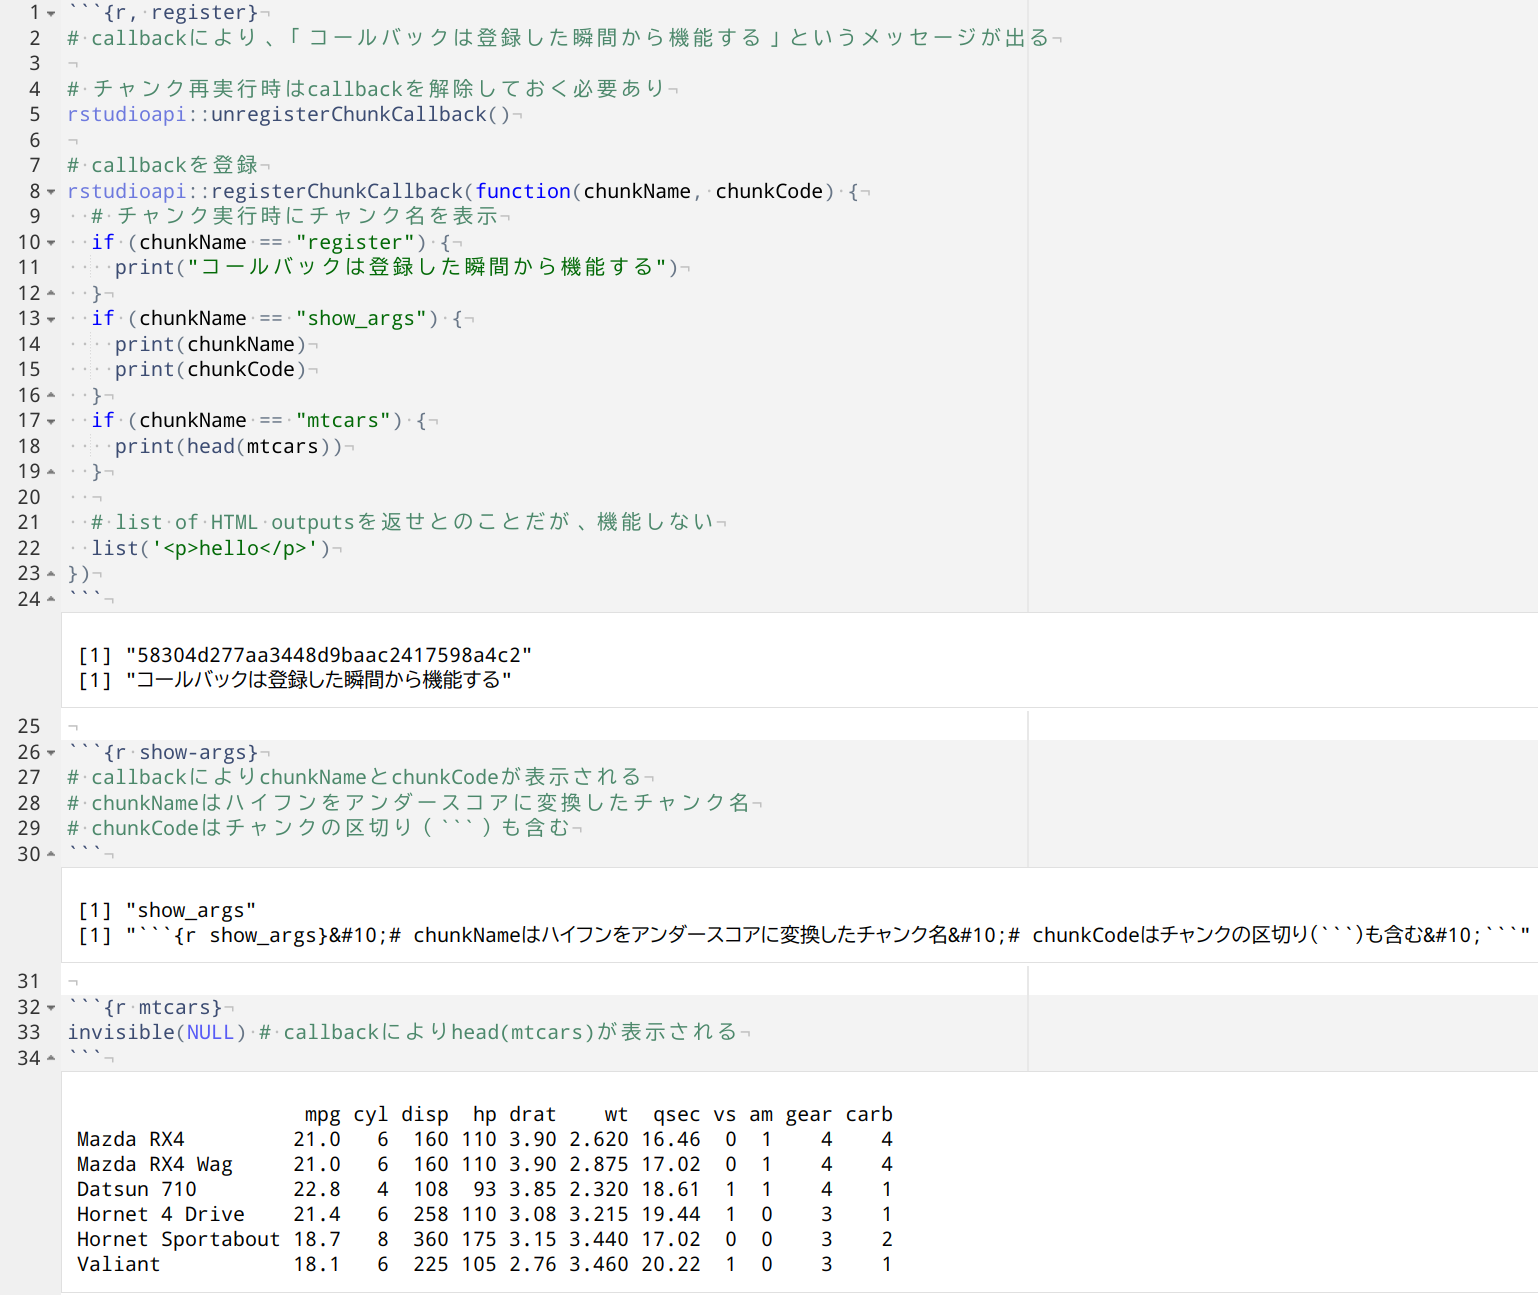 1 ```{r, register}
2 # callbackにより、「コールバックは登録した瞬間から機能する」というメッセージが出る
3
4 # チャンク再実行時はcallbackを解除しておく必要あり
5 rstudioapi::unregisterChunkCallback()
6
7 # callbackを登録
8 rstudioapi::registerChunkCallback(function(chunkName, chunkCode) {
9   # チャンク実行時にチャンク名を表示
10   if (chunkName == "register") {
11     print("コールバックは登録した瞬間から機能する")
12   }
13   if (chunkName == "show_args") {
14     print(chunkName)
15     print(chunkCode)
16   }
17   if (chunkName == "mtcars") {
18     print(head(mtcars))
19   }
20
21   # list of HTML outputsを返せとのことだが、機能しない
22   list('<p>hello</p>')
23 })
24 ```
[1] "58304d277aa3448d9baac2417598a4c2"
[1] "コールバックは登録した瞬間から機能する"
25
26 ```{r show-args}
27 # callbackによりchunkNameとchunkCodeが表示される
28 # chunkNameはハイフンをアンダースコアに変換したチャンク名
29 # chunkCodeはチャンクの区切り(```)も含む
30 ```
[1] "show_args"
[1] "```{r show_args}&#10;# chunkNameはハイフンをアンダースコアに変換したチャンク名&#10;# chunkCodeはチャンクの区切り(```)も含む&#10;```"
31
32 ```{r mtcars}
33 invisible(NULL) # callbackによりhead(mtcars)が表示される
34 ```
mpg cyl disp hp drat wt qsec vs am gear carb
Mazda RX4 21.0 6 160 110 3.90 2.620 16.46 0 1 4 4
Mazda RX4 Wag 21.0 6 160 110 3.90 2.875 17.02 0 1 4 4
Datsun 710 22.8 4 108 93 3.85 2.320 18.61 1 1 4 1
Hornet 4 Drive 21.4 6 258 110 3.08 3.215 19.44 1 0 3 1
Hornet Sportabout 18.7 8 360 175 3.15 3.440 17.02 0 0 3 2
Valiant 18.1 6 225 105 2.76 3.460 20.22 1 0 3 1